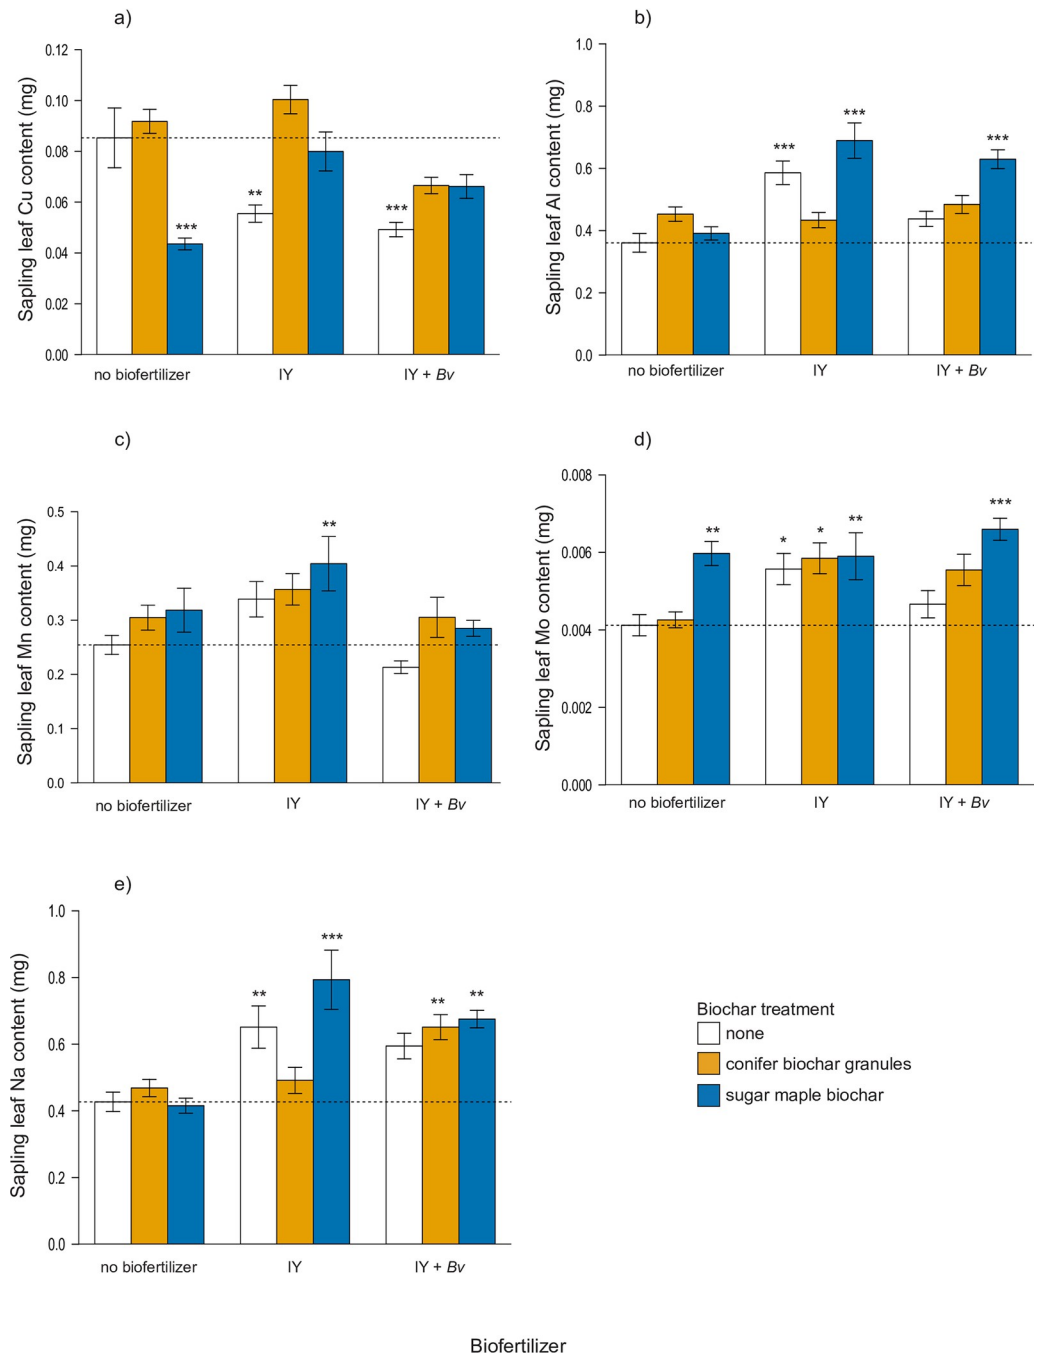 a)
Sapling leaf Cu content (mg)
0.12
0.10
0.08
0.06
0.04
0.02
0.00
***
**
***
no biofertilizer
IY
IY + Bv
b)
Sapling leaf Al content (mg)
1.0
0.8
0.6
0.4
0.2
0.0
***
***
***
no biofertilizer
IY
IY + Bv
c)
Sapling leaf Mn content (mg)
0.5
0.4
0.3
0.2
0.1
0.0
**
no biofertilizer
IY
IY + Bv
d)
Sapling leaf Mo content (mg)
0.008
0.006
0.004
0.002
0.000
**
*
*
**
***
no biofertilizer
IY
IY + Bv
e)
Sapling leaf Na content (mg)
1.0
0.8
0.6
0.4
0.2
0.0
**
***
**
**
no biofertilizer
IY
IY + Bv
Biochar treatment
none
conifer biochar granules
sugar maple biochar
Biofertilizer